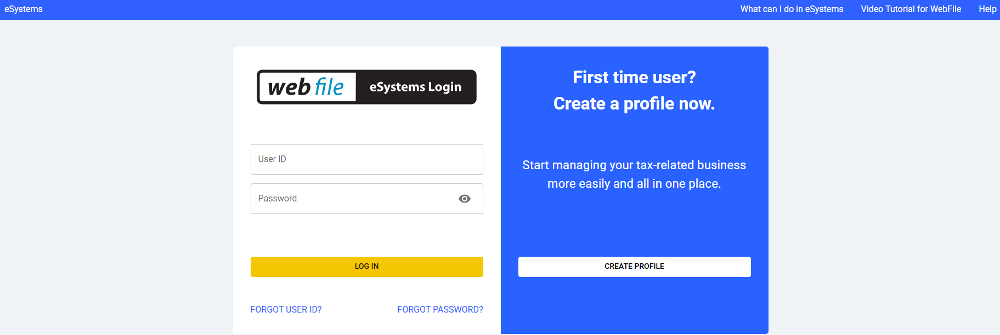 eSystems
What can I do in eSystems
Video Tutorial for WebFile
Help
web file
eSystems Login
User ID
Password
LOG IN
FORGOT USER ID?
FORGOT PASSWORD?
First time user?
Create a profile now.
Start managing your tax-related business
more easily and all in one place.
CREATE PROFILE